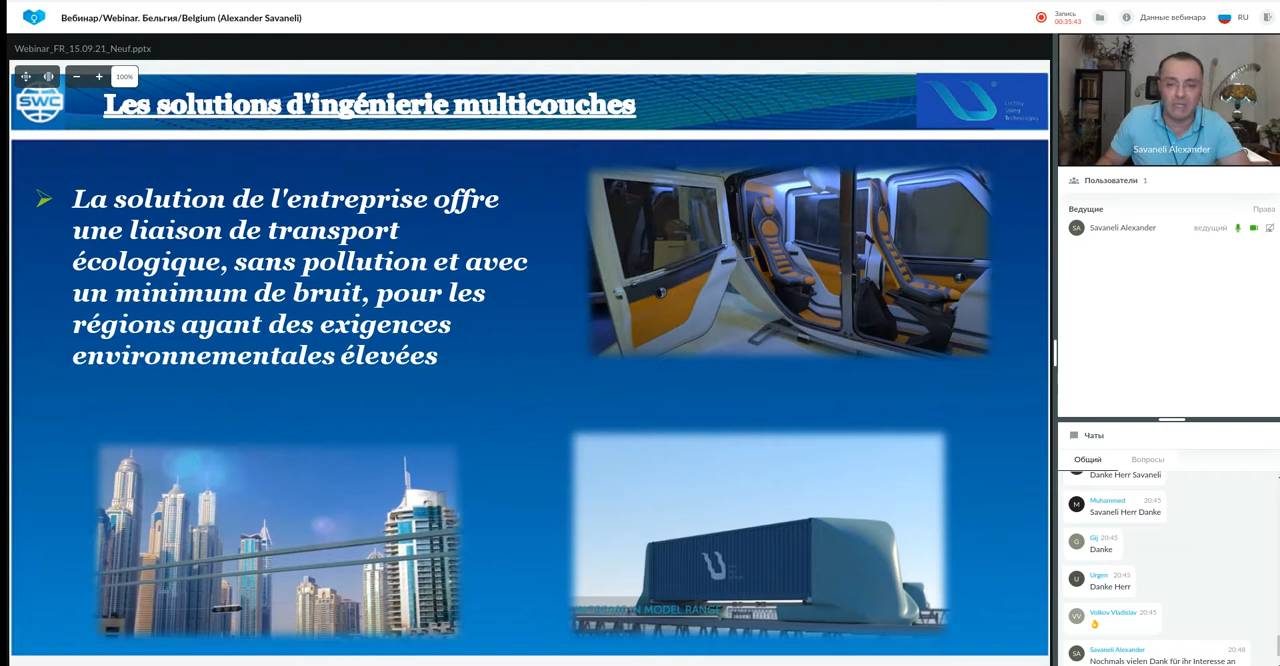 Вебинар/Webinar. Бельгия/Belgium (Alexander Savaneli)
Запись
00:35:43
Данные вебинара
RU
Webinar_FR_15.09.21_Neuf.pptx
100%
SWC
Les solutions d'ingénierie multicouches
La solution de l'entreprise offre
une liaison de transport
écologique, sans pollution et avec
un minimum de bruit, pour les
régions ayant des exigences
environnementales élevées
IN MODEL RANGE
Savaneli Alexander
Пользователи 1
Ведущие
Права
SA
Savaneli Alexander
ведущий
Чаты
Общий
Вопросы
Danke Herr Savaneli
M
Muhammed 20:45
Savaneli Herr Danke
G
Gij 20:45
Danke
U
Urgen 20:45
Danke Herr
VV
Volkov Vladislav 20:45
👌
SA
Savaneli Alexander 20:48
Nochmals vielen Dank für ihr Interesse an